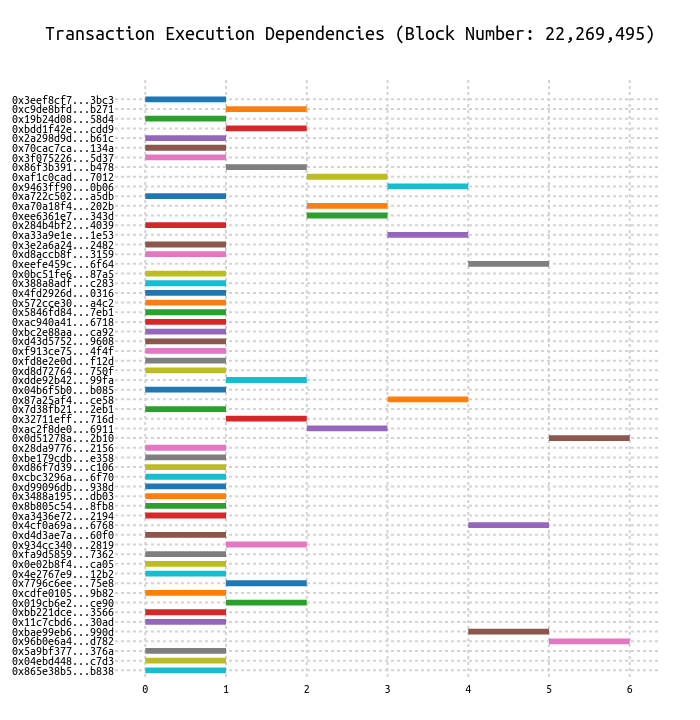 Transaction Execution Dependencies (Block Number: 22,269,495)
0x3eef8cf7...3bc3
0xc9de8bfd...b271
0x19b24d08...58d4
0xbdd1f42e...cdd9
0x2a298d9d...b61c
0x70cac7ca...134a
0x3f075226...5d37
0x86f3b391...b478
0xaf1c0cad...7012
0x9463ff90...0b06
0xa722c502...a5db
0xa70a18f4...202b
0xee6361e7...343d
0x284b4bf2...4039
0xa33a9e1e...1e53
0x3e2a6a24...2482
0xd8accb8f...3159
0xeefe459c...6f64
0x0bc51fe6...87a5
0x388a8adf...c283
0x4fd2926d...0316
0x572cce30...a4c2
0x5846fd84...7eb1
0xac940a41...6718
0xbc2e88aa...ca92
0xd43d5752...9608
0xf913ce75...4f4f
0xfd8e2e0d...f12d
0xd8d72764...750f
0xdde92b42...99fa
0x04b6f5b0...b085
0x87a25af4...ce58
0x7d38fb21...2eb1
0x32711eff...716d
0xac2f8de0...6911
0x0d51278a...2b10
0x28da9776...2156
0xbe179cdb...e358
0xd86f7d39...c106
0xcbc3296a...6f70
0xd99096db...938d
0x3488a195...db03
0x8b805c54...8fb8
0xa3436e72...2194
0x4cf0a69a...6768
0xd4d3ae7a...60f0
0x934cc340...2819
0xfa9d5859...7362
0x0e02b8f4...ca05
0x4e2767e9...12b2
0x7796c6ee...75e8
0xcdfe0105...9b82
0x019cb6e2...ce90
0xbb221dce...3566
0x11c7cbd6...30ad
0xbae99eb6...990d
0x96b0e6a4...d782
0x5a9bf377...376a
0x04ebd448...c7d3
0x865e38b5...b838
0 1 2 3 4 5 6